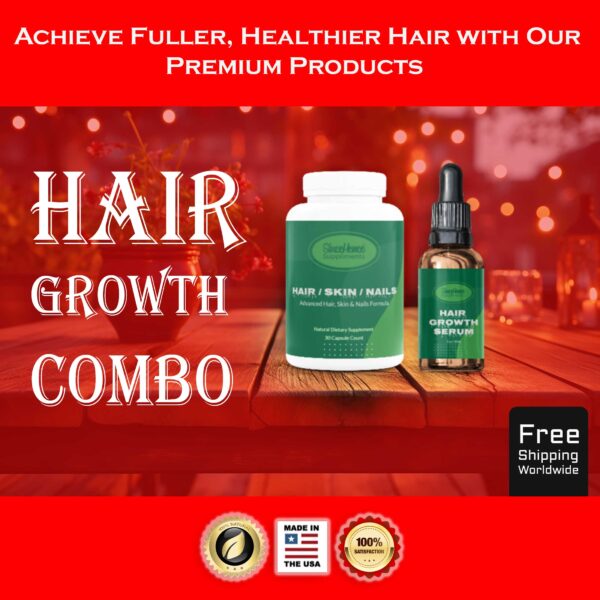 Achieve Fuller, Healthier Hair with Our
Premium Products
HAIR
GROWTH
COMBO
Supplements
HAIR / SKIN / NAILS
Advanced Hair, Skin & Nails Formula
Natural Dietary Supplement
30 Capsule Count
HAIR
GROWTH
SERUM
Free
Shipping
Worldwide
MADE IN
THE USA
100%
SATISFACTION